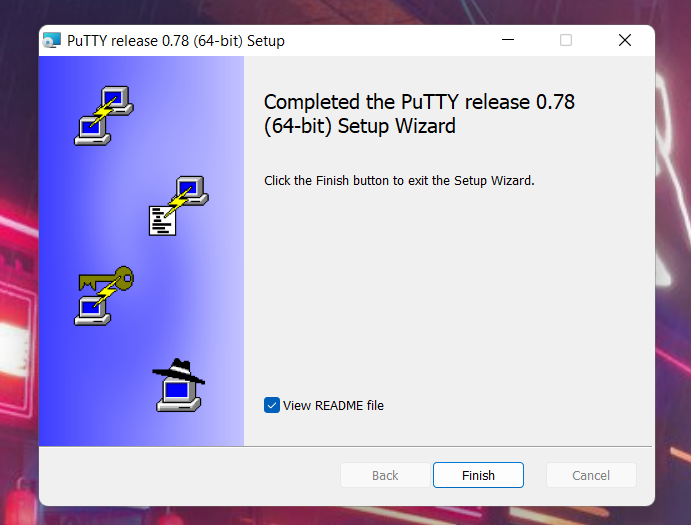 PuTTY release 0.78 (64-bit) Setup
Completed the PuTTY release 0.78
(64-bit) Setup Wizard
Click the Finish button to exit the Setup Wizard.
View README file
Back
Finish
Cancel